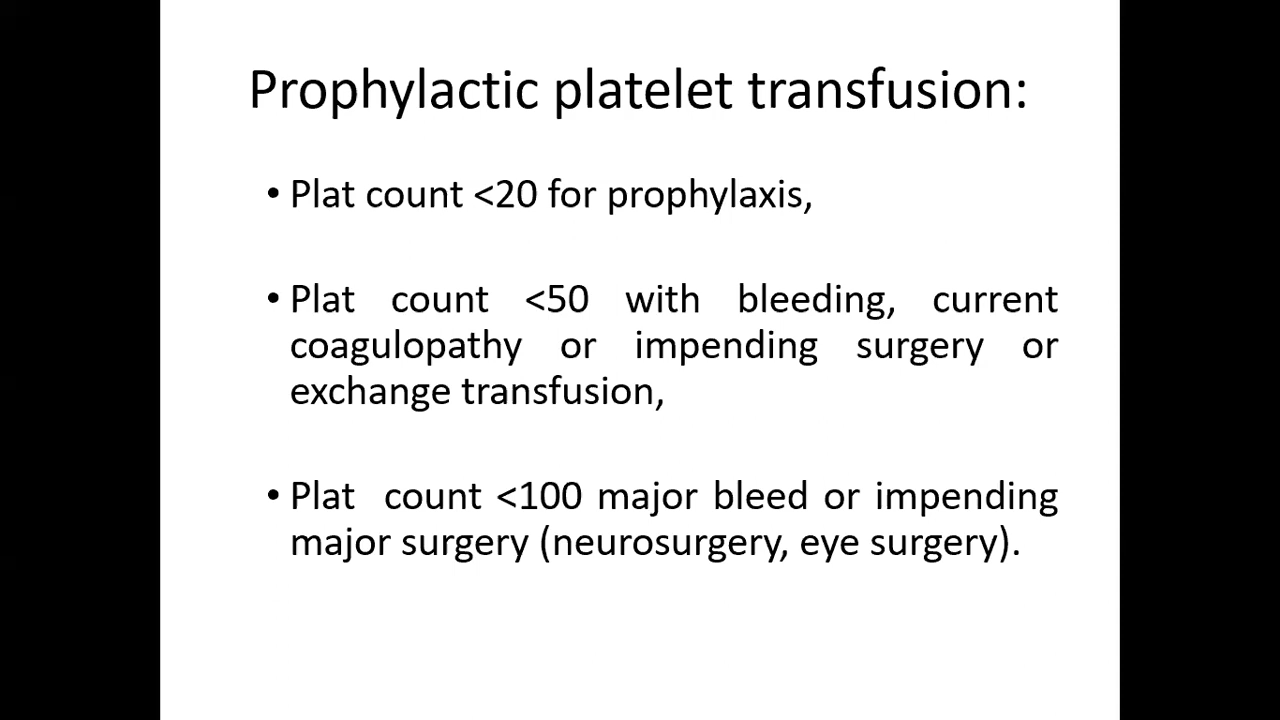 Prophylactic platelet transfusion:
• Plat count <20 for prophylaxis,
• Plat count <50 with bleeding, current
coagulopathy or impending surgery or
exchange transfusion,
• Plat count <100 major bleed or impending
major surgery (neurosurgery, eye surgery).